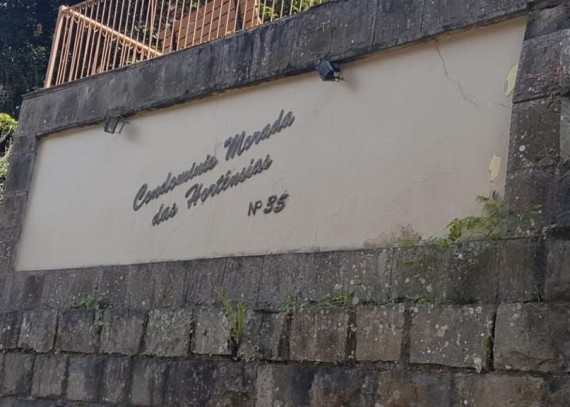 Condomínio Morada
das Hortênsias
Nº 35